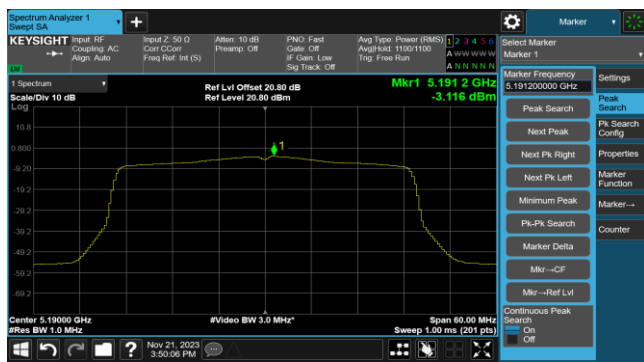 Spectrum Analyzer 1
Swept SA
+
Marker
KEYSIGHT
Input: RF
Coupling: AC
Align: Auto
Input Z: 50 Ω
Corr CCorr
Freq Ref: Int (S)
Atten: 10 dB
Preamp: Off
PNO: Fast
Gate: Off
IF Gain: Low
Sig Track: Off
Avg Type: Power (RMS)
Avg|Hold: 1100/1100
Trig: Free Run
1 2 3 4 5 6
A W W W W W
A N N N N N
LXI
Select Marker
Marker 1
1 Spectrum
Scale/Div 10 dB
Log
Ref Lvl Offset 20.80 dB
Ref Level 20.80 dBm
Mkr1 5.191 2 GHz
-3.116 dBm
10.8
0.800
-9.20
-19.2
-29.2
-39.2
-49.2
-59.2
-69.2
1
Center 5.19000 GHz
#Res BW 1.0 MHz
#Video BW 3.0 MHz*
Span 60.00 MHz
Sweep 1.00 ms (201 pts)
Marker Frequency
5.191200000 GHz
Peak Search
Next Peak
Next Pk Right
Next Pk Left
Minimum Peak
Pk-Pk Search
Marker Delta
Mkr→CF
Mkr→Ref Lvl
Continuous Peak
Search
On
Off
Settings
Peak
Search
Pk Search
Config
Properties
Marker
Function
Marker→
Counter
?
Nov 21, 2023
3:50:06 PM